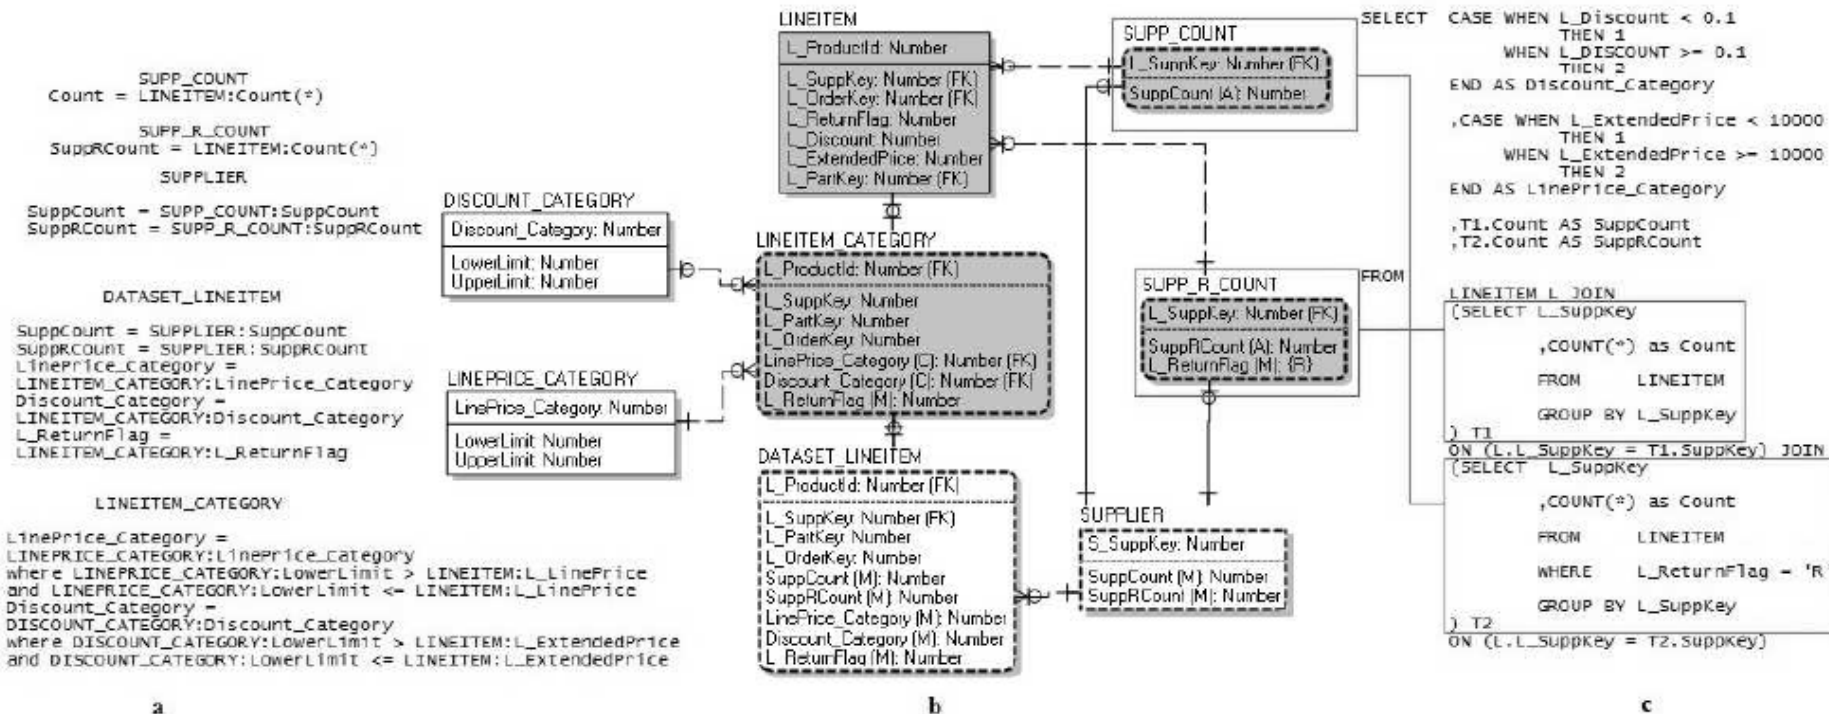 SUPP_COUNT
Count = LINEITEM:Count(*)
SUPP_R_COUNT
SuppRCount = LINEITEM:Count(*)
SUPPLIER
SuppCount = SUPP_COUNT:SuppCount
SuppRCount = SUPP_R_COUNT:SuppRCount
DATASET_LINEITEM
SuppCount = SUPPLIER:SuppCount
SuppRCount = SUPPLIER:SuppRCount
LinePrice_Category =
LINEITEM_CATEGORY:LinePrice_Category
Discount_Category =
LINEITEM_CATEGORY:Discount_Category
L_ReturnFlag =
LINEITEM_CATEGORY:L_ReturnFlag
LINEITEM_CATEGORY
LinePrice_Category =
LINEPRICE_CATEGORY:LinePrice_Category
where LINEPRICE_CATEGORY:LowerLimit > LINEITEM:L_LinePrice
and LINEPRICE_CATEGORY:LowerLimit <= LINEITEM:L_LinePrice
Discount_Category =
DISCOUNT_CATEGORY:Discount_Category
where DISCOUNT_CATEGORY:LowerLimit > LINEITEM:L_ExtendedPrice
and DISCOUNT_CATEGORY:LowerLimit <= LINEITEM:L_ExtendedPrice
a
LINEITEM
L_ProductId: Number
L_SuppKey: Number (FK)
L_OrderKey: Number (FK)
L_ReturnFlag: Number
L_Discount: Number
L_ExtendedPrice: Number
L_PartKey: Number (FK)
DISCOUNT_CATEGORY
Discount_Category: Number
LowerLimit: Number
UpperLimit: Number
LINEPRICE_CATEGORY
LinePrice_Category: Number
LowerLimit: Number
UpperLimit: Number
LINEITEM_CATEGORY
L_ProductId: Number (FK)
L_SuppKey: Number
L_PartKey: Number
L_OrderKey: Number
LinePrice_Category (C): Number (FK)
Discount_Category (C): Number (FK)
L_ReturnFlag (M): Number
DATASET_LINEITEM
L_ProductId: Number (FK)
L_SuppKey: Number (FK)
L_PartKey: Number
L_OrderKey: Number
SuppCount (M): Number
SuppRCount (M): Number
LinePrice_Category (M): Number
Discount_Category (M): Number
L_ReturnFlag (M): Number
SUPP_COUNT
L_SuppKey: Number (FK)
SuppCount (A): Number
SUPP_R_COUNT
L_SuppKey: Number (FK)
SuppRCount (A): Number
L_ReturnFlag (M): {R}
SUPPLIER
S_SuppKey: Number
SuppCount (M): Number
SuppRCount (M): Number
b
SELECT CASE WHEN L_Discount < 0.1
THEN 1
WHEN L_DISCOUNT >= 0.1
THEN 2
END AS Discount_Category
,CASE WHEN L_ExtendedPrice < 10000
THEN 1
WHEN L_ExtendedPrice >= 10000
THEN 2
END AS LinePrice_Category
,T1.Count AS SuppCount
,T2.Count AS SuppRCount
FROM
LINEITEM L JOIN
(SELECT L_SuppKey
,COUNT(*) as Count
FROM LINEITEM
GROUP BY L_SuppKey
) T1
ON (L.L_SuppKey = T1.SuppKey) JOIN
(SELECT L_SuppKey
,COUNT(*) as Count
FROM LINEITEM
WHERE L_ReturnFlag = 'R'
GROUP BY L_SuppKey
) T2
ON (L.L_SuppKey = T2.SuppKey)
c